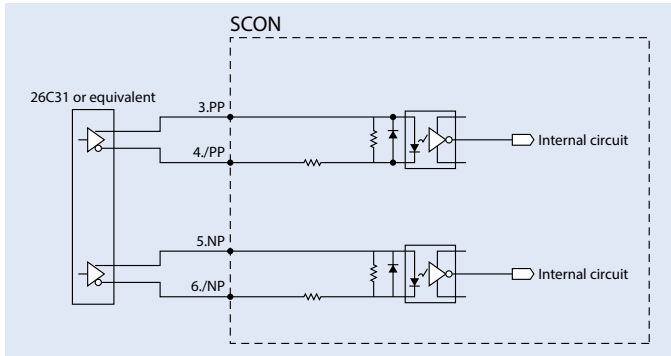 SCON
26C31 or equivalent
3.PP
4./PP
Internal circuit
5.NP
6./NP
Internal circuit